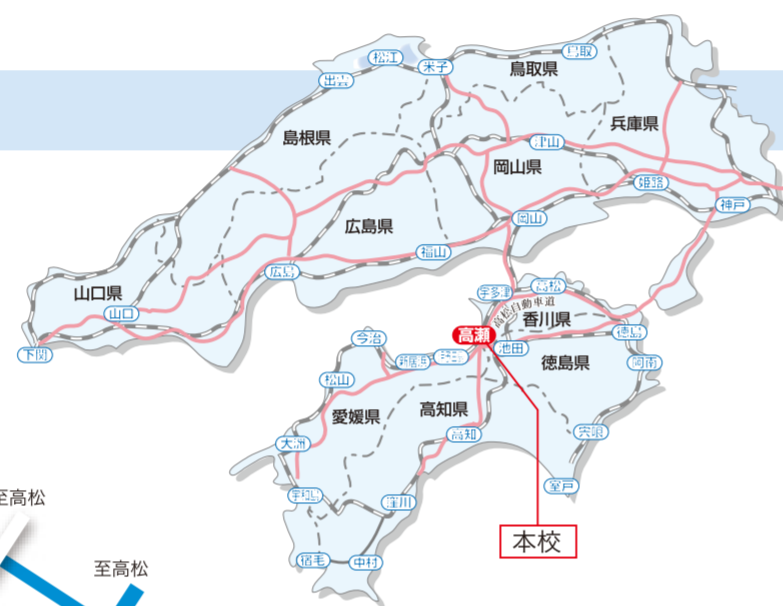 松江
米子
鳥取
出雲
鳥取県
島根県
兵庫県
津山
岡山県
姫路
神戸
岡山
広島県
福山
広島
山口県
山口
下関
宇多津
高松
高松自動車道
香川県
高瀬
池田
徳島
徳島県
阿南
今治
新居浜
松山
愛媛県
高知県
高知
大洲
宍喰
室戸
宇和島
窪川
宿毛
中村
本校
至高松
至高松